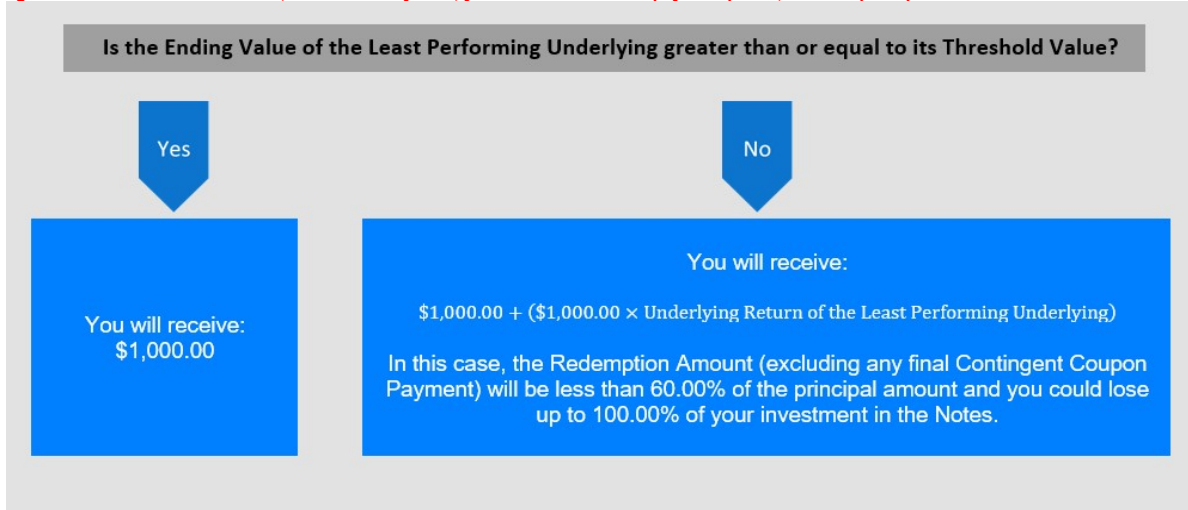 Is the Ending Value of the Least Performing Underlying greater than or equal to its Threshold Value?
Yes
No
You will receive:
$1,000.00
You will receive:
$1,000.00 + ($1,000.00 × Underlying Return of the Least Performing Underlying)
In this case, the Redemption Amount (excluding any final Contingent Coupon
Payment) will be less than 60.00% of the principal amount and you could lose
up to 100.00% of your investment in the Notes.